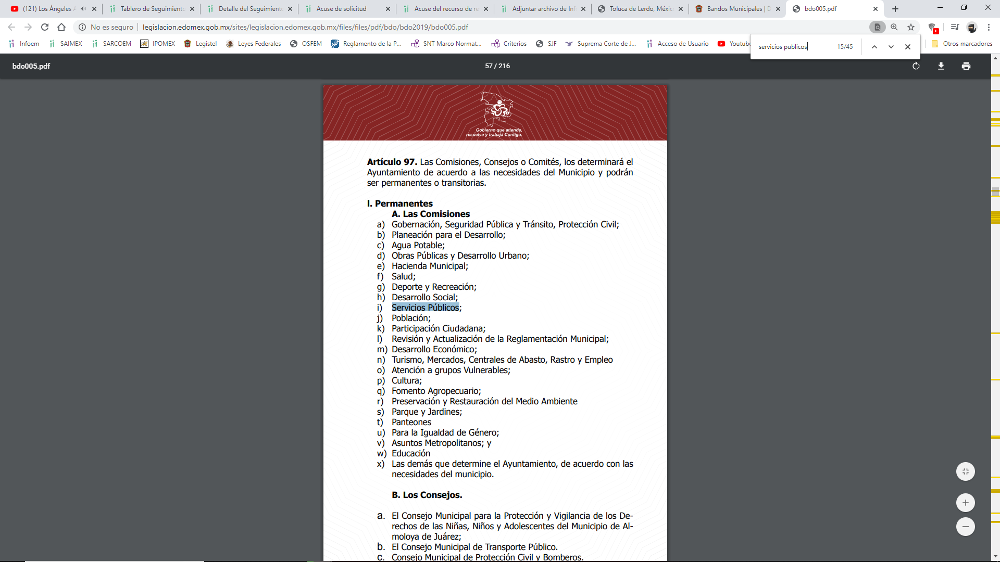 (121) Los Ángeles
Tablero de Seguimiento
Detalle del Seguimiento
Acuse de solicitud
Acuse del recurso de re
Adjuntar archivo de Inf
Toluca de Lerdo, Méxic
Bandos Municipales | D
bdo005.pdf
No es seguro | legislacion.edomex.gob.mx/sites/legislacion.edomex.gob.mx/files/files/pdf/bdo/bdo2019/bdo005.pdf
Infoem
SAIMEX
SARCOEM
IPOMEX
Legistel
Leyes Federales
OSFEM
Reglamento de la P...
SNT Marco Normat...
Criterios
SJF
Suprema Corte de J...
Acceso de Usuario
Youtube
Otros marcadores
servicios publicos 15/45
bdo005.pdf
57 / 216
Gobierno que atiende,
resuelve y trabaja Contigo.
Artículo 97. Las Comisiones, Consejos o Comités, los determinará el
Ayuntamiento de acuerdo a las necesidades del Municipio y podrán
ser permanentes o transitorias.
l. Permanentes
A. Las Comisiones
a) Gobernación, Seguridad Pública y Tránsito, Protección Civil;
b) Planeación para el Desarrollo;
c) Agua Potable;
d) Obras Públicas y Desarrollo Urbano;
e) Hacienda Municipal;
f) Salud;
g) Deporte y Recreación;
h) Desarrollo Social;
i) Servicios Públicos;
j) Población;
k) Participación Ciudadana;
l) Revisión y Actualización de la Reglamentación Municipal;
m) Desarrollo Económico;
n) Turismo, Mercados, Centrales de Abasto, Rastro y Empleo
o) Atención a grupos Vulnerables;
p) Cultura;
q) Fomento Agropecuario;
r) Preservación y Restauración del Medio Ambiente
s) Parque y Jardines;
t) Panteones
u) Para la Igualdad de Género;
v) Asuntos Metropolitanos; y
w) Educación
x) Las demás que determine el Ayuntamiento, de acuerdo con las
necesidades del municipio.
B. Los Consejos.
a. El Consejo Municipal para la Protección y Vigilancia de los De-
rechos de las Niñas, Niños y Adolescentes del Municipio de Al-
moloya de Juárez;
b. El Consejo Municipal de Transporte Público.
c. Consejo Municipal de Protección Civil y Bomberos.